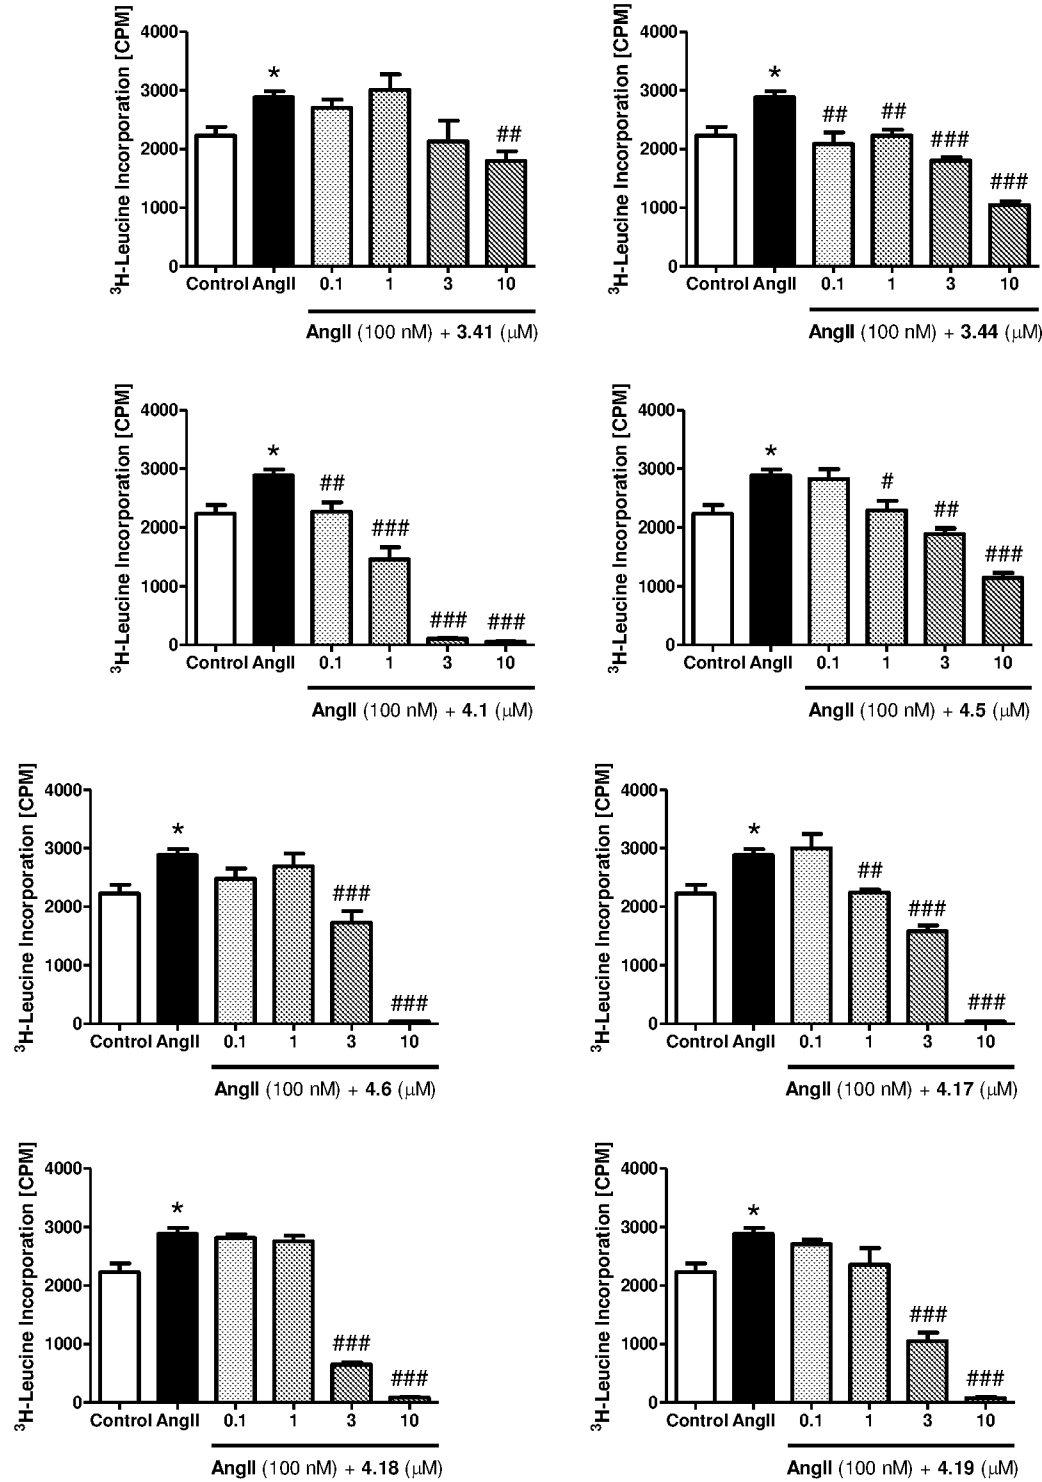 ³H-Leucine Incorporation [CPM]
4000
3000
2000
1000
0
*
##
Control AngII 0.1 1 3 10
AngII (100 nM) + 3.41 (μM)
³H-Leucine Incorporation [CPM]
4000
3000
2000
1000
0
*
## ## ### ###
Control AngII 0.1 1 3 10
AngII (100 nM) + 3.44 (μM)
³H-Leucine Incorporation [CPM]
4000
3000
2000
1000
0
*
## ### ### ###
Control AngII 0.1 1 3 10
AngII (100 nM) + 4.1 (μM)
³H-Leucine Incorporation [CPM]
4000
3000
2000
1000
0
*
# ## ###
Control AngII 0.1 1 3 10
AngII (100 nM) + 4.5 (μM)
³H-Leucine Incorporation [CPM]
4000
3000
2000
1000
0
*
### ###
Control AngII 0.1 1 3 10
AngII (100 nM) + 4.6 (μM)
³H-Leucine Incorporation [CPM]
4000
3000
2000
1000
0
*
## ### ###
Control AngII 0.1 1 3 10
AngII (100 nM) + 4.17 (μM)
³H-Leucine Incorporation [CPM]
4000
3000
2000
1000
0
*
### ###
Control AngII 0.1 1 3 10
AngII (100 nM) + 4.18 (μM)
³H-Leucine Incorporation [CPM]
4000
3000
2000
1000
0
*
### ###
Control AngII 0.1 1 3 10
AngII (100 nM) + 4.19 (μM)